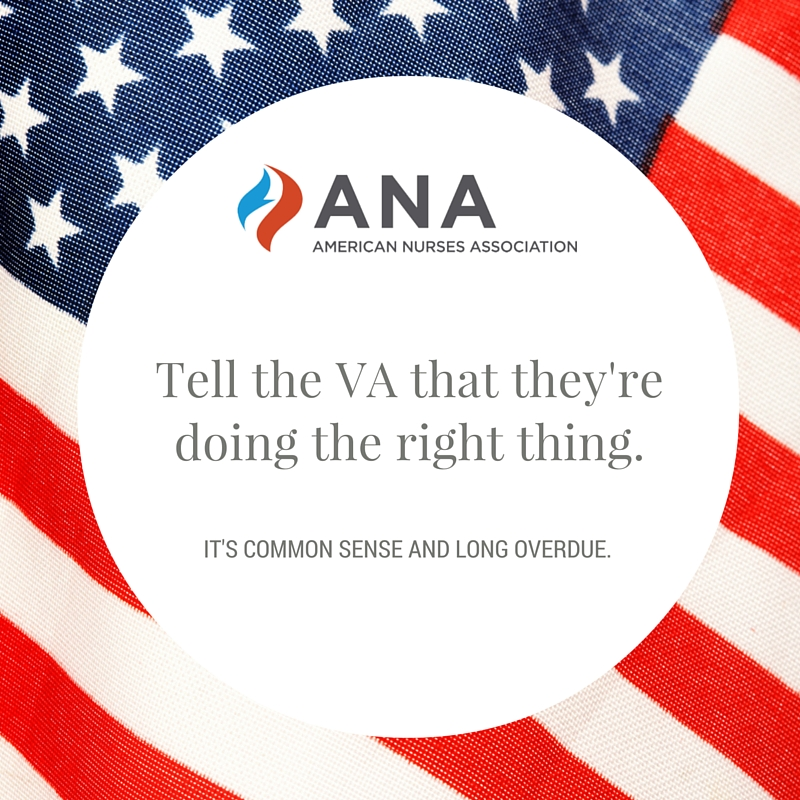 ANA
AMERICAN NURSES ASSOCIATION
Tell the VA that they're
doing the right thing.
IT'S COMMON SENSE AND LONG OVERDUE.